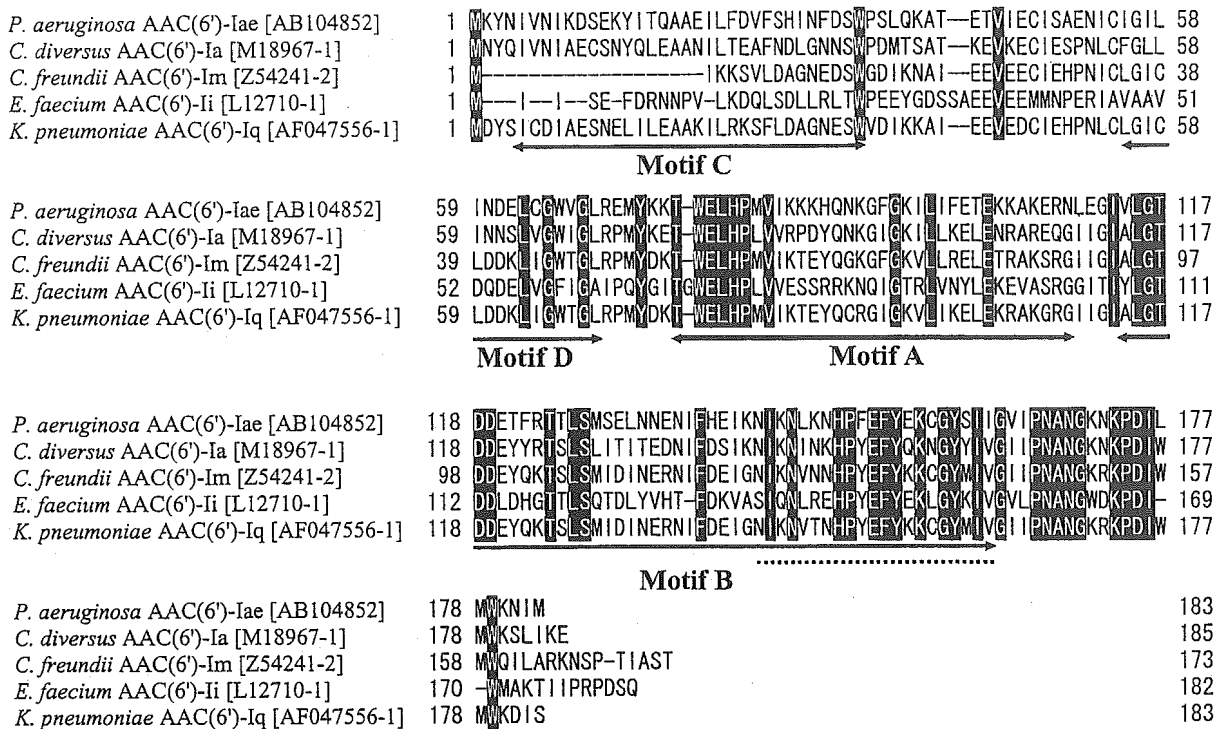 P. aeruginosa AAC(6')-Iae [AB104852] 1 MKYNIVNIKDSEKYITQAAEILFDVFSHINFDSWPSLQKAT--ETVIECISAENICIGIL 58
C. diversus AAC(6')-Ia [M18967-1] 1 MNYQIVNIAECSNYQLEAANILTEAFNDLGNNSWPDMTSAT--KEVKECIESPNLCFGLL 58
C. freundii AAC(6')-Im [Z54241-2] 1 M--------------------IKKSVLDAGNEDSWGDIKNAI--EEVEECIEHPNICLGIC 38
E. faecium AAC(6')-Ii [L12710-1] 1 M---I--I--SE-FDRNNPV-LKDQLSDLLRLTWPEEYGDSSAEEVEEMMNPERIAVAAV 51
K. pneumoniae AAC(6')-Iq [AF047556-1] 1 MDYSICDIAESNELILEAAKILRKSFLDAGNESWVDIKKAI--EEVEDCIEHPNLCLGIC 58
Motif C
P. aeruginosa AAC(6')-Iae [AB104852] 59 INDELCGWVGLREMYKKT-WELHPMVIKKKHQNKGFGKILIFETEKKAKERNLEGIVLGT 117
C. diversus AAC(6')-Ia [M18967-1] 59 INNSLVGWIGLRPMYKET-WELHPLVVRPDYQNKGIGKILLKELENRAREQGIIGIALGT 117
C. freundii AAC(6')-Im [Z54241-2] 39 LDDKLIGWTGLRPMYDKT-WELHPMVIKTEYQGKGFGKVLLRELETRAKSRGIIGIALGT 97
E. faecium AAC(6')-Ii [L12710-1] 52 DQDELVGFIGAIPQYGITGWELHPLVVESSRRKNQIGTRLVNYLEKEVASRGGITIYLGT 111
K. pneumoniae AAC(6')-Iq [AF047556-1] 59 LDDKLIGWTGLRPMYDKT-WELHPMVIKTEYQCRGIGKVLIKELEKRAKGRGIIGIALGT 117
Motif D Motif A
P. aeruginosa AAC(6')-Iae [AB104852] 118 DDETFRTTLSMSELNNENIFHEIKNIKNLKNHPFEFYEKCGYSIIGVIPNANGKNKPDIL 177
C. diversus AAC(6')-Ia [M18967-1] 118 DDEYYRTSLSLITITEDNIFDSIKNIKNINKHPYEFYQKNGYYIVGIIPNANGKNKPDIW 177
C. freundii AAC(6')-Im [Z54241-2] 98 DDEYQKTSLSMIDINERNIFDEIGNIKNVNNHPYEFYKKCGYMIVGIIPNANGKRKPDIW 157
E. faecium AAC(6')-Ii [L12710-1] 112 DDLDHGTTLSQTDLYVHT-FDKVASIQNLREHPYEFYEKLGYKIVGVLPNANGWDKPDI- 169
K. pneumoniae AAC(6')-Iq [AF047556-1] 118 DDEYQKTSLSMIDINERNIFDEIGNIKNVTNHPYEFYKKCGYMIVGIIPNANGKRKPDIW 177
Motif B
P. aeruginosa AAC(6')-Iae [AB104852] 178 MWKNIM 183
C. diversus AAC(6')-Ia [M18967-1] 178 MWKSLIKE 185
C. freundii AAC(6')-Im [Z54241-2] 158 MWQILARKNSP-TIAST 173
E. faecium AAC(6')-Ii [L12710-1] 170 -WMAKTIIPRPDSQ 182
K. pneumoniae AAC(6')-Iq [AF047556-1] 178 MWKDIS 183